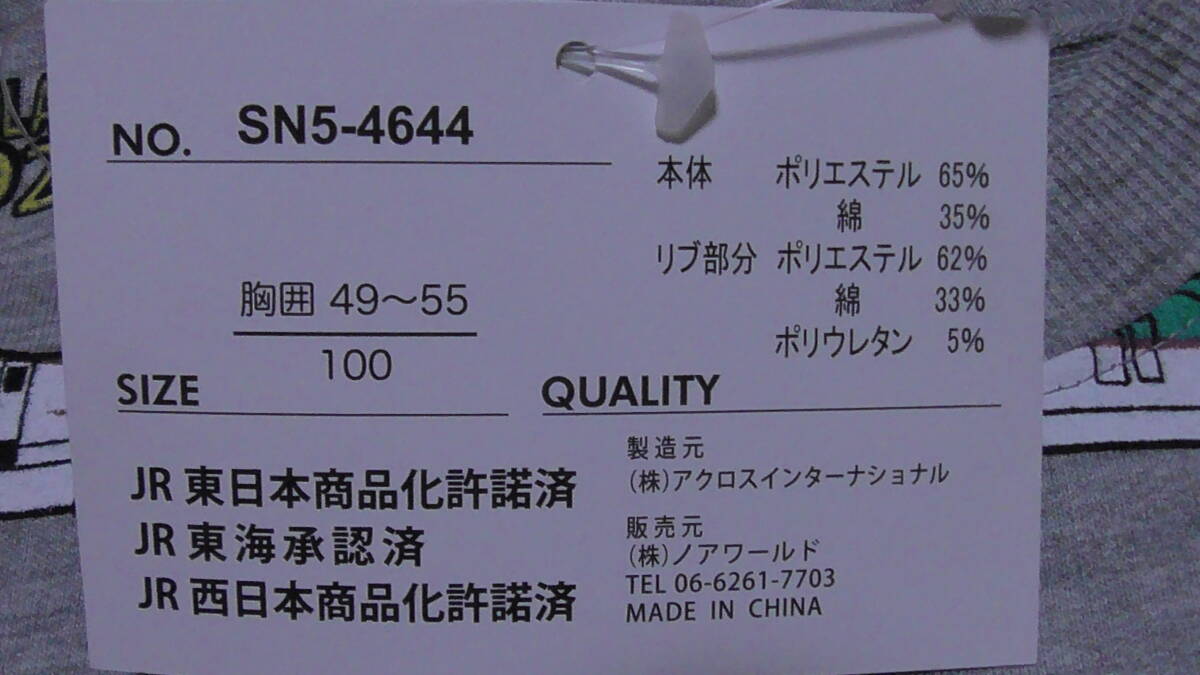 NO. SN5-4644
本体 ポリエステル 65%
綿 35%
リブ部分 ポリエステル 62%
綿 33%
ポリウレタン 5%
胸囲 49〜55
100
SIZE
QUALITY
JR 東日本商品化許諾済
JR 東海承認済
JR 西日本商品化許諾済
製造元
(株)アクロスインターナショナル
販売元
(株)ノアワールド
TEL 06-6261-7703
MADE IN CHINA